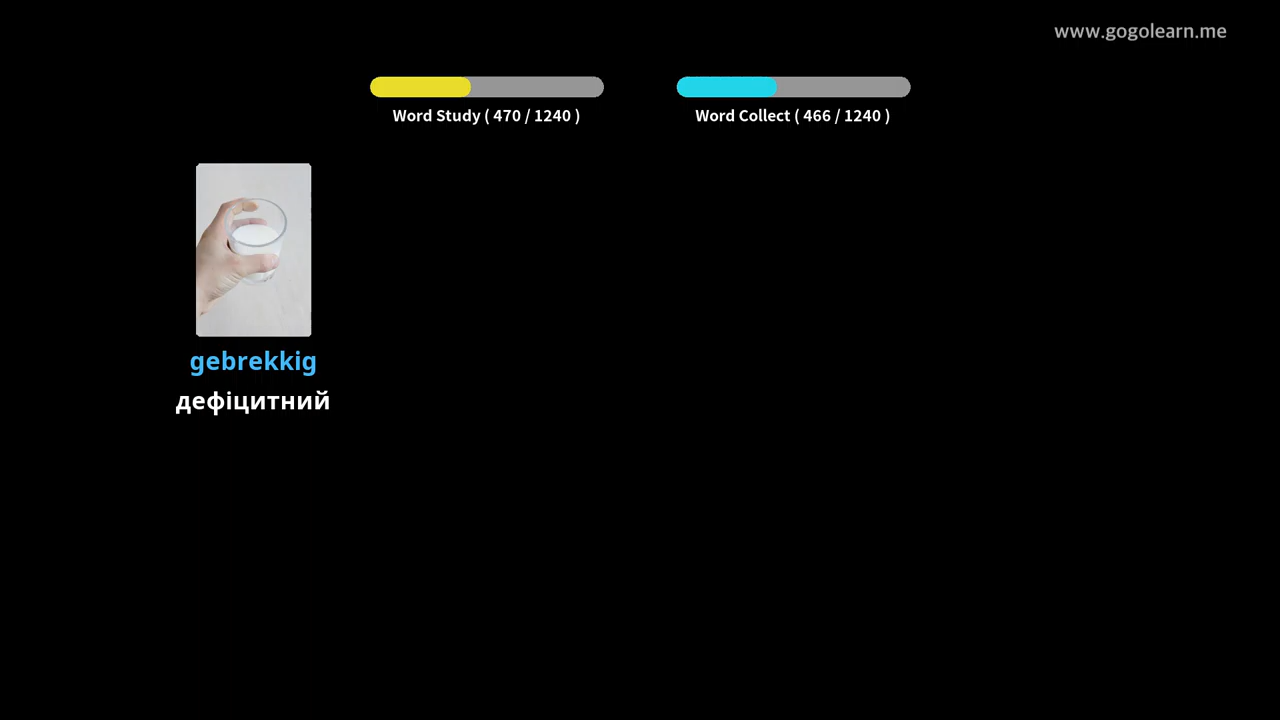 www.gogolearn.me
Word Study ( 470 / 1240 )
Word Collect ( 466 / 1240 )
gebrekkig
дефіцитний